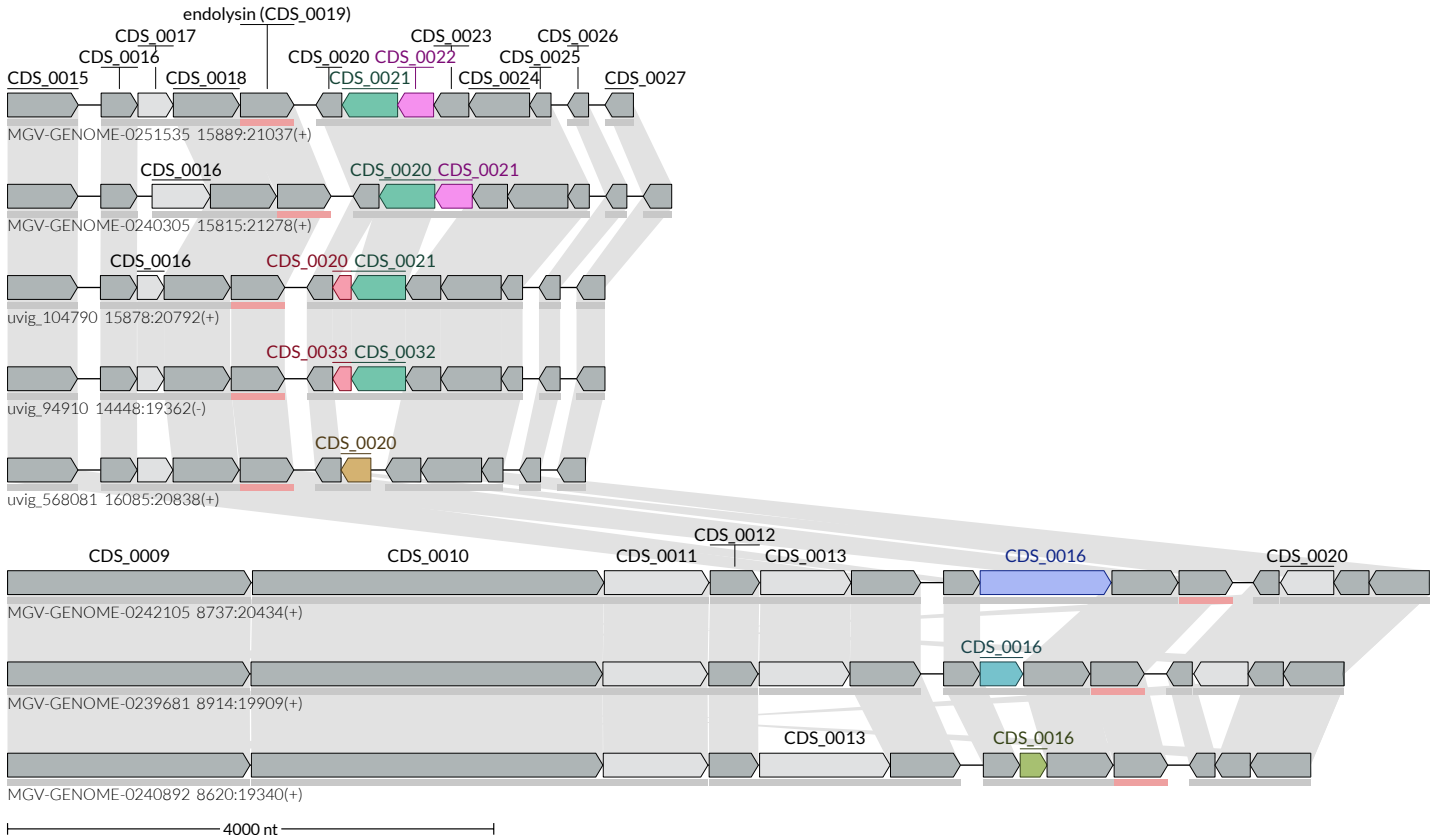 endolysin (CDS_0019)
CDS_0017 CDS_0023 CDS_0026
CDS_0016 CDS_0020 CDS_0022 CDS_0025
CDS_0015 CDS_0018 CDS_0021 CDS_0024 CDS_0027
MGV-GENOME-0251535 15889:21037(+)
CDS_0016 CDS_0020 CDS_0021
MGV-GENOME-0240305 15815:21278(+)
CDS_0016 CDS_0020 CDS_0021
uvig_104790 15878:20792(+)
CDS_0033 CDS_0032
uvig_94910 14448:19362(-)
CDS_0020
uvig_568081 16085:20838(+)
CDS_0012
CDS_0009 CDS_0010 CDS_0011 CDS_0013 CDS_0016 CDS_0020
MGV-GENOME-0242105 8737:20434(+)
CDS_0016
MGV-GENOME-0239681 8914:19909(+)
CDS_0013 CDS_0016
MGV-GENOME-0240892 8620:19340(+)
4000 nt